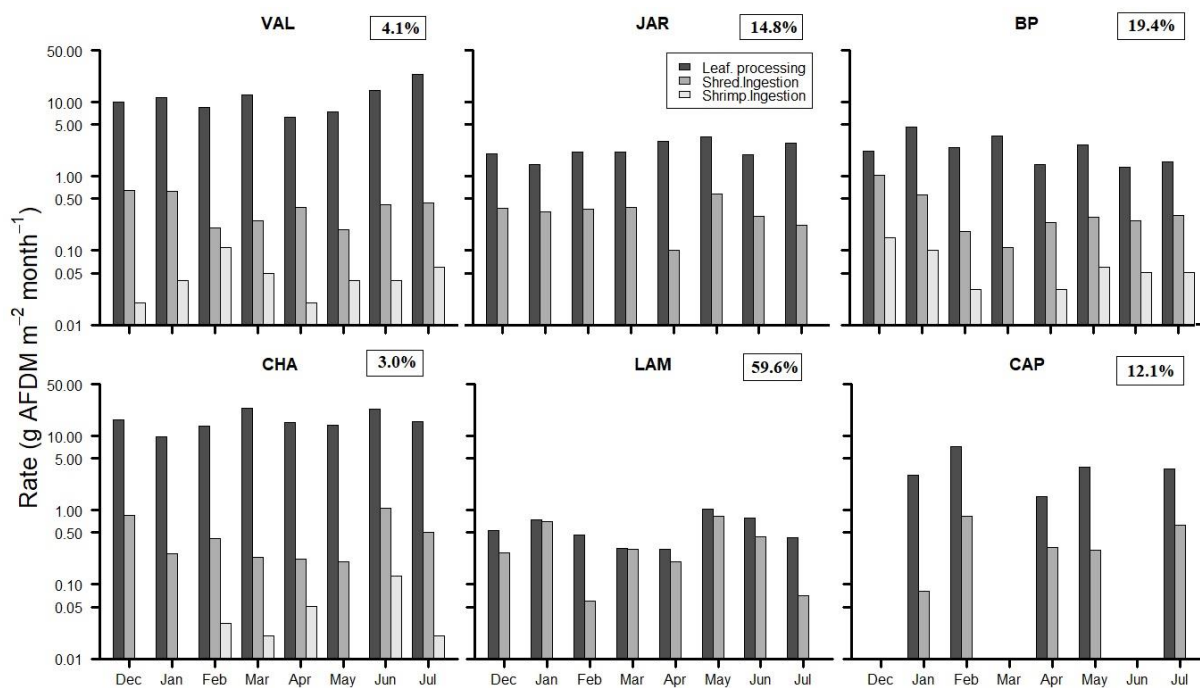 VAL 4.1%
JAR 14.8%
BP 19.4%
50.00
10.00
5.00
1.00
0.50
0.10
0.05
0.01
Leaf. processing
Shred.Ingestion
Shrimp.Ingestion
Rate (g AFDM m⁻² month⁻¹)
CHA 3.0%
LAM 59.6%
CAP 12.1%
50.00
10.00
5.00
1.00
0.50
0.10
0.05
0.01
Dec Jan Feb Mar Apr May Jun Jul
Dec Jan Feb Mar Apr May Jun Jul
Dec Jan Feb Mar Apr May Jun Jul